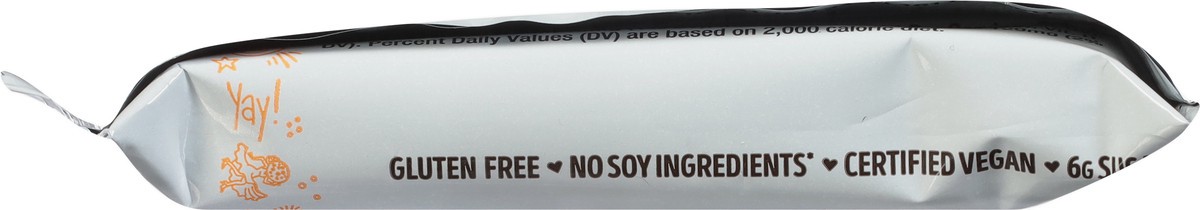 DV). Percent Daily Values (DV) are based on 2,000 calorie diet.
Yay!
GLUTEN FREE ♥ NO SOY INGREDIENTS* ♥ CERTIFIED VEGAN ♥ 6G